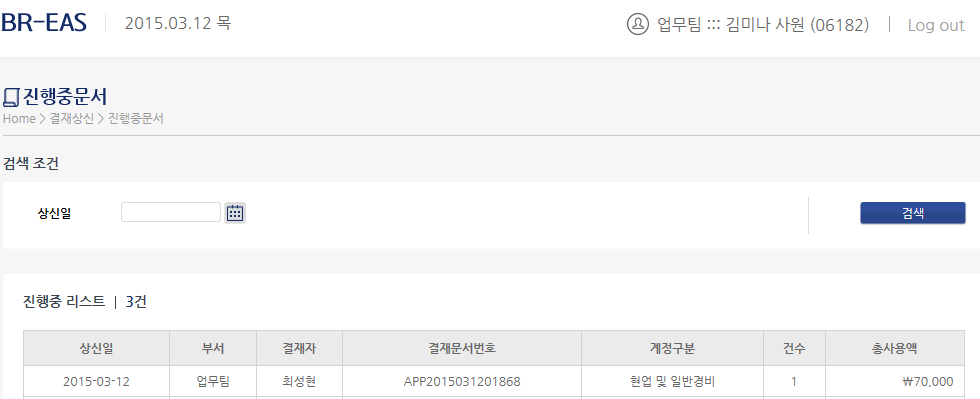 BR-EAS 2015.03.12 목 업무팀 ::: 김미나 사원 (06182) | Log out
진행중문서
Home > 결재상신 > 진행중문서
검색 조건
상신일 검색
진행중 리스트 | 3건
상신일 부서 결재자 결재문서번호 계정구분 건수 총사용액
2015-03-12 업무팀 최성현 APP2015031201868 현업 및 일반경비 1 ₩70,000